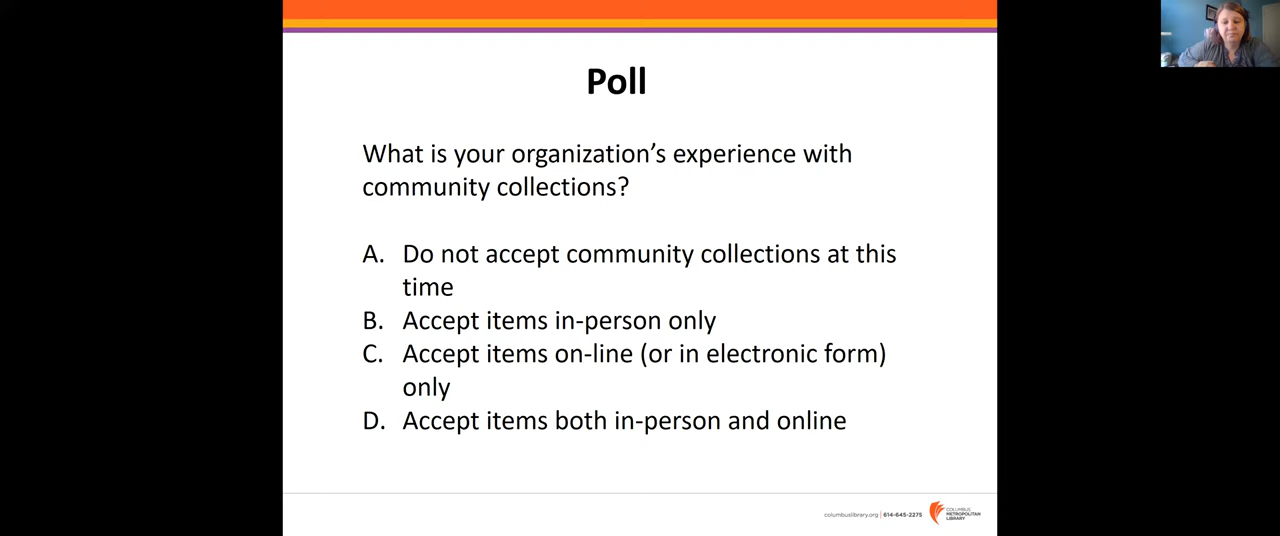 Poll
What is your organization's experience with
community collections?
A. Do not accept community collections at this
time
B. Accept items in-person only
C. Accept items on-line (or in electronic form)
only
D. Accept items both in-person and online
columbuslibrary.org | 614-645-2275
COLUMBUS
METROPOLITAN
LIBRARY